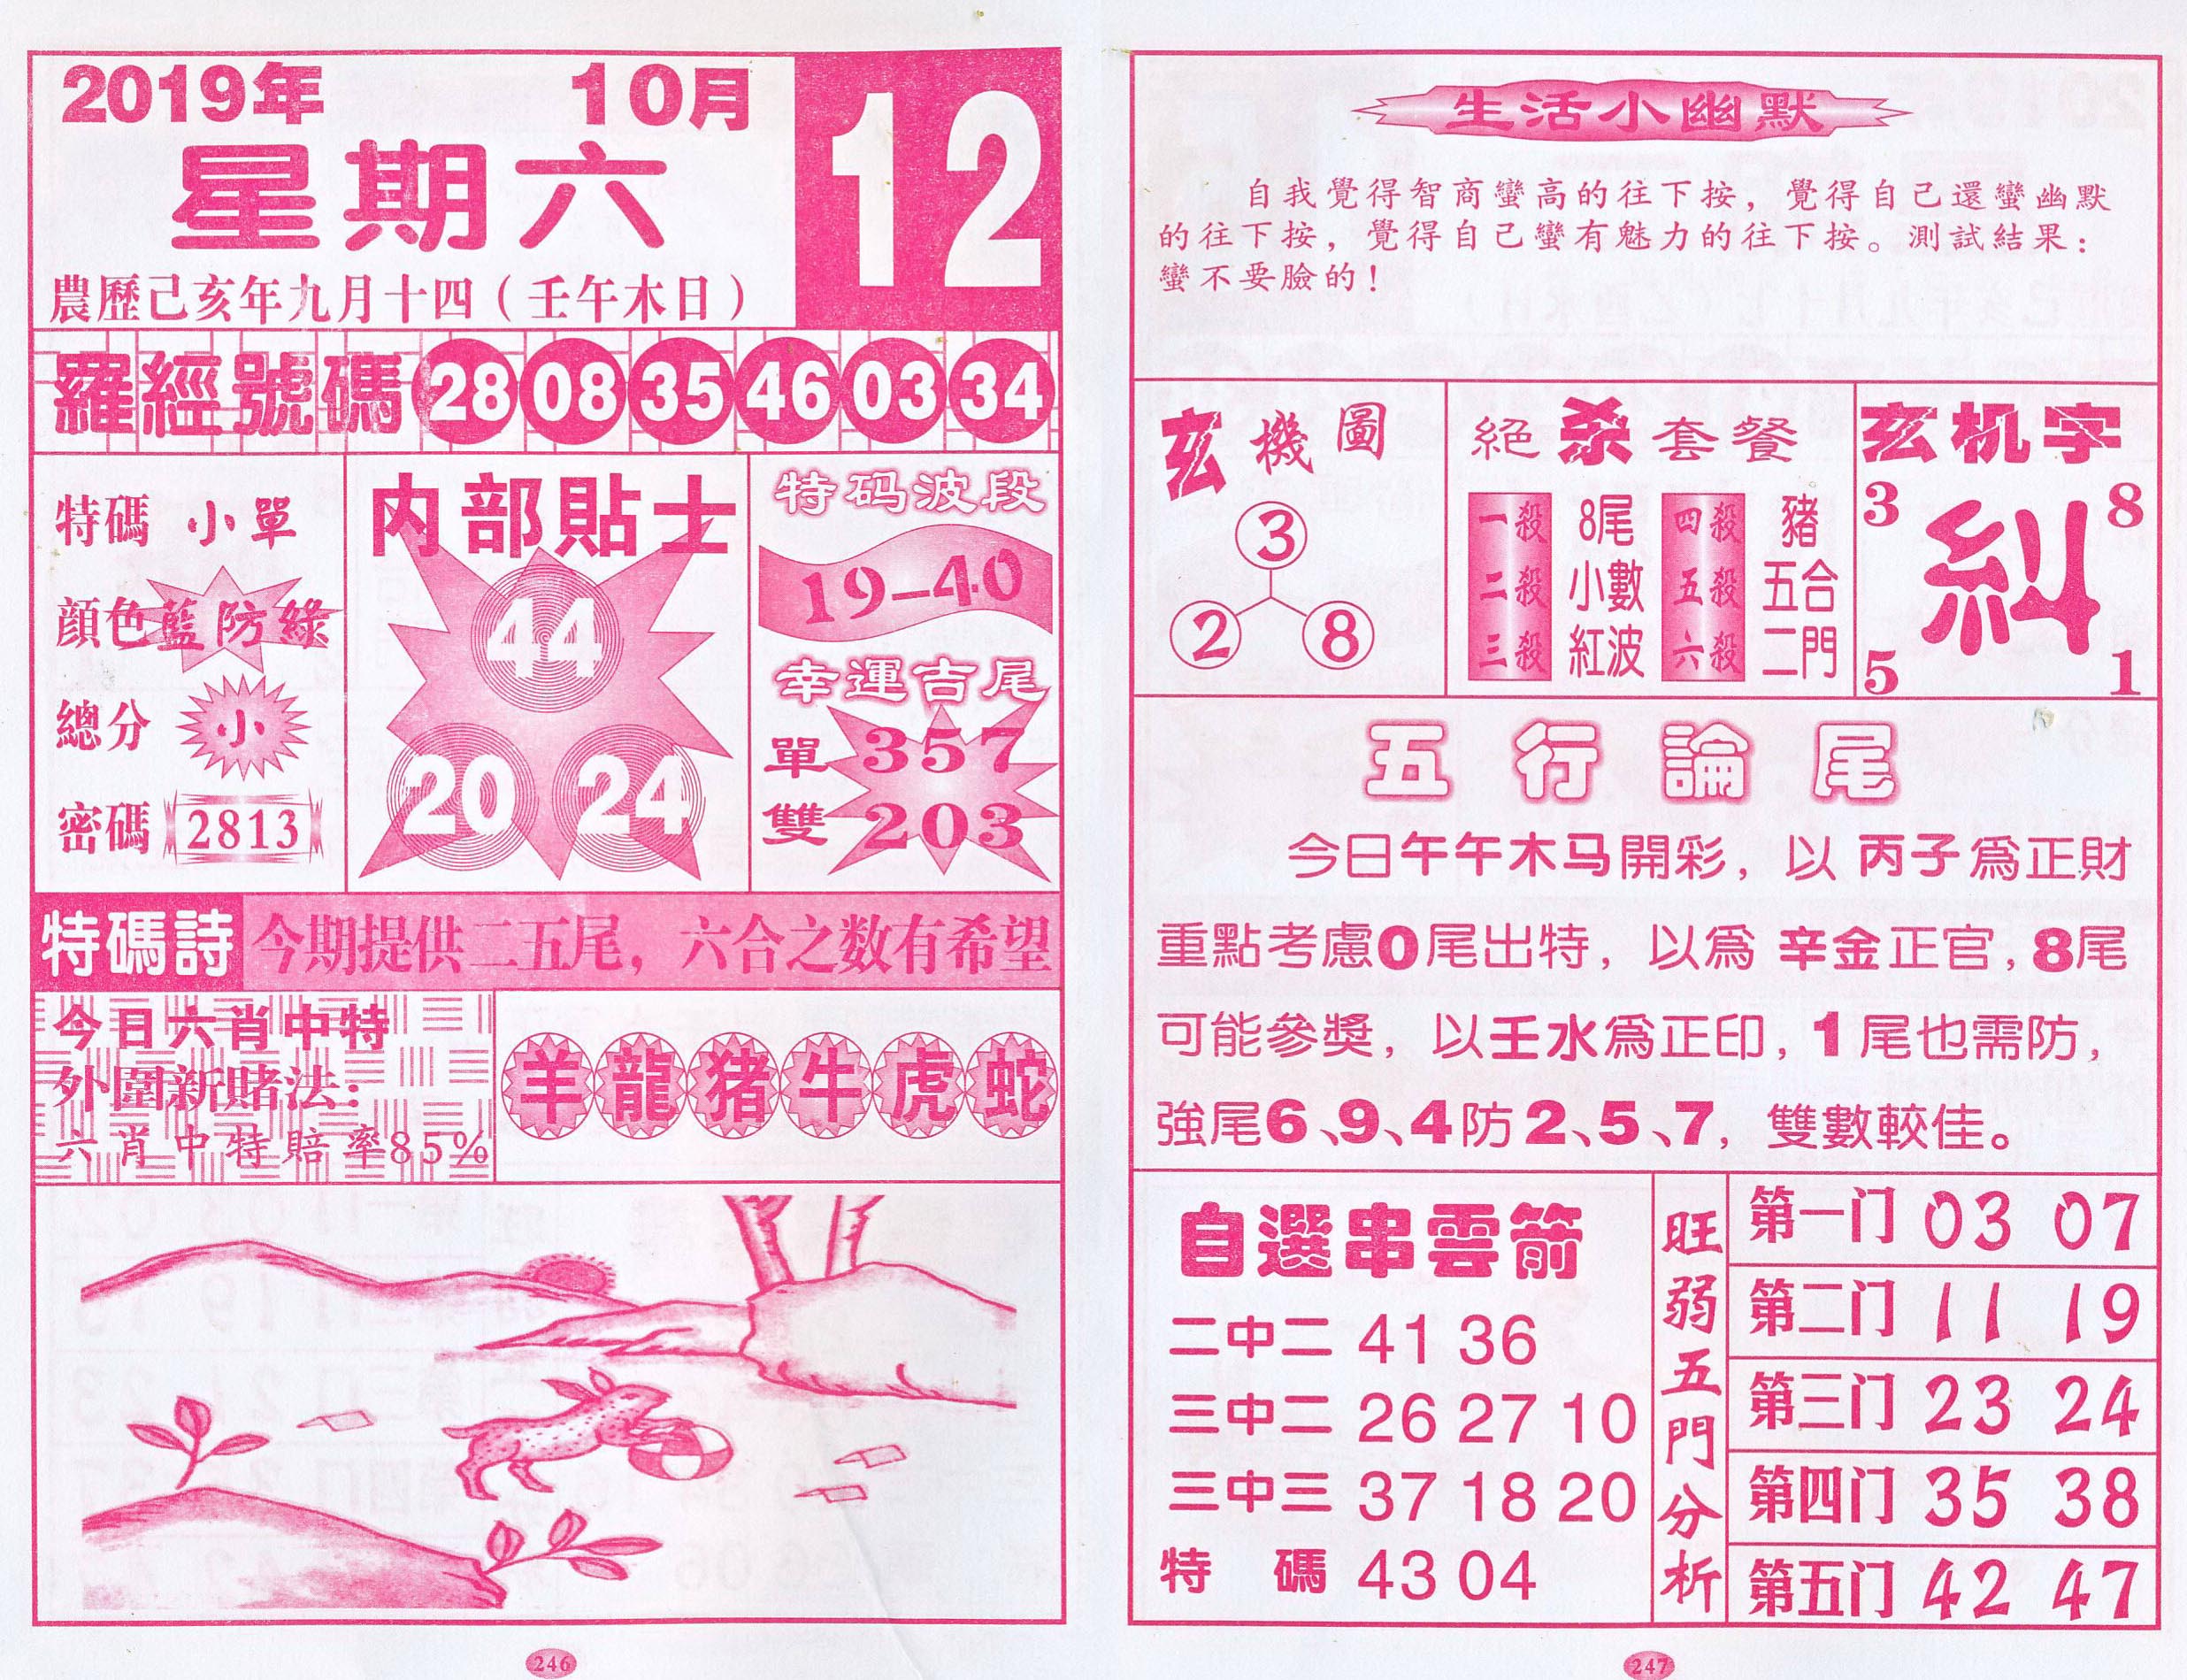 2019年 10月
12
星期六
農歷己亥年九月十四（壬午木日）
羅經號碼 28 08 35 46 03 34
特碼 小單
顔色 藍防綠
總分 小
密碼 2813
内部貼士
44
20 24
特码波段
19–40
幸運吉尾
單 357
雙 203
特碼詩 今期提供二五尾，六合之数有希望
今日六肖中特
外圍新賭法：
六肖中特賠率85%
羊 龍 猪 牛 虎 蛇
246
生活小幽默
自我覺得智商蠻高的往下按，覺得自己還蠻幽默
的往下按，覺得自己蠻有魅力的往下按。測試結果：
蠻不要臉的！
玄機圖
3
2 8
絕杀套餐
一殺 8尾 四殺 豬
二殺 小數 五殺 五合
三殺 紅波 六殺 二門
玄机字
3 8
糾
5 1
五行論尾
今日午午木马開彩，以 丙子為正財
重點考慮0尾出特，以為 辛金正官，8尾
可能參獎，以壬水為正印，1尾也需防，
強尾6、9、4防2、5、7，雙數較佳。
自選串雲箭
二中二 41 36
三中二 26 27 10
三中三 37 18 20
特 碼 43 04
旺弱五門分析
第一门 03 07
第二门 11 19
第三门 23 24
第四门 35 38
第五门 42 47
247